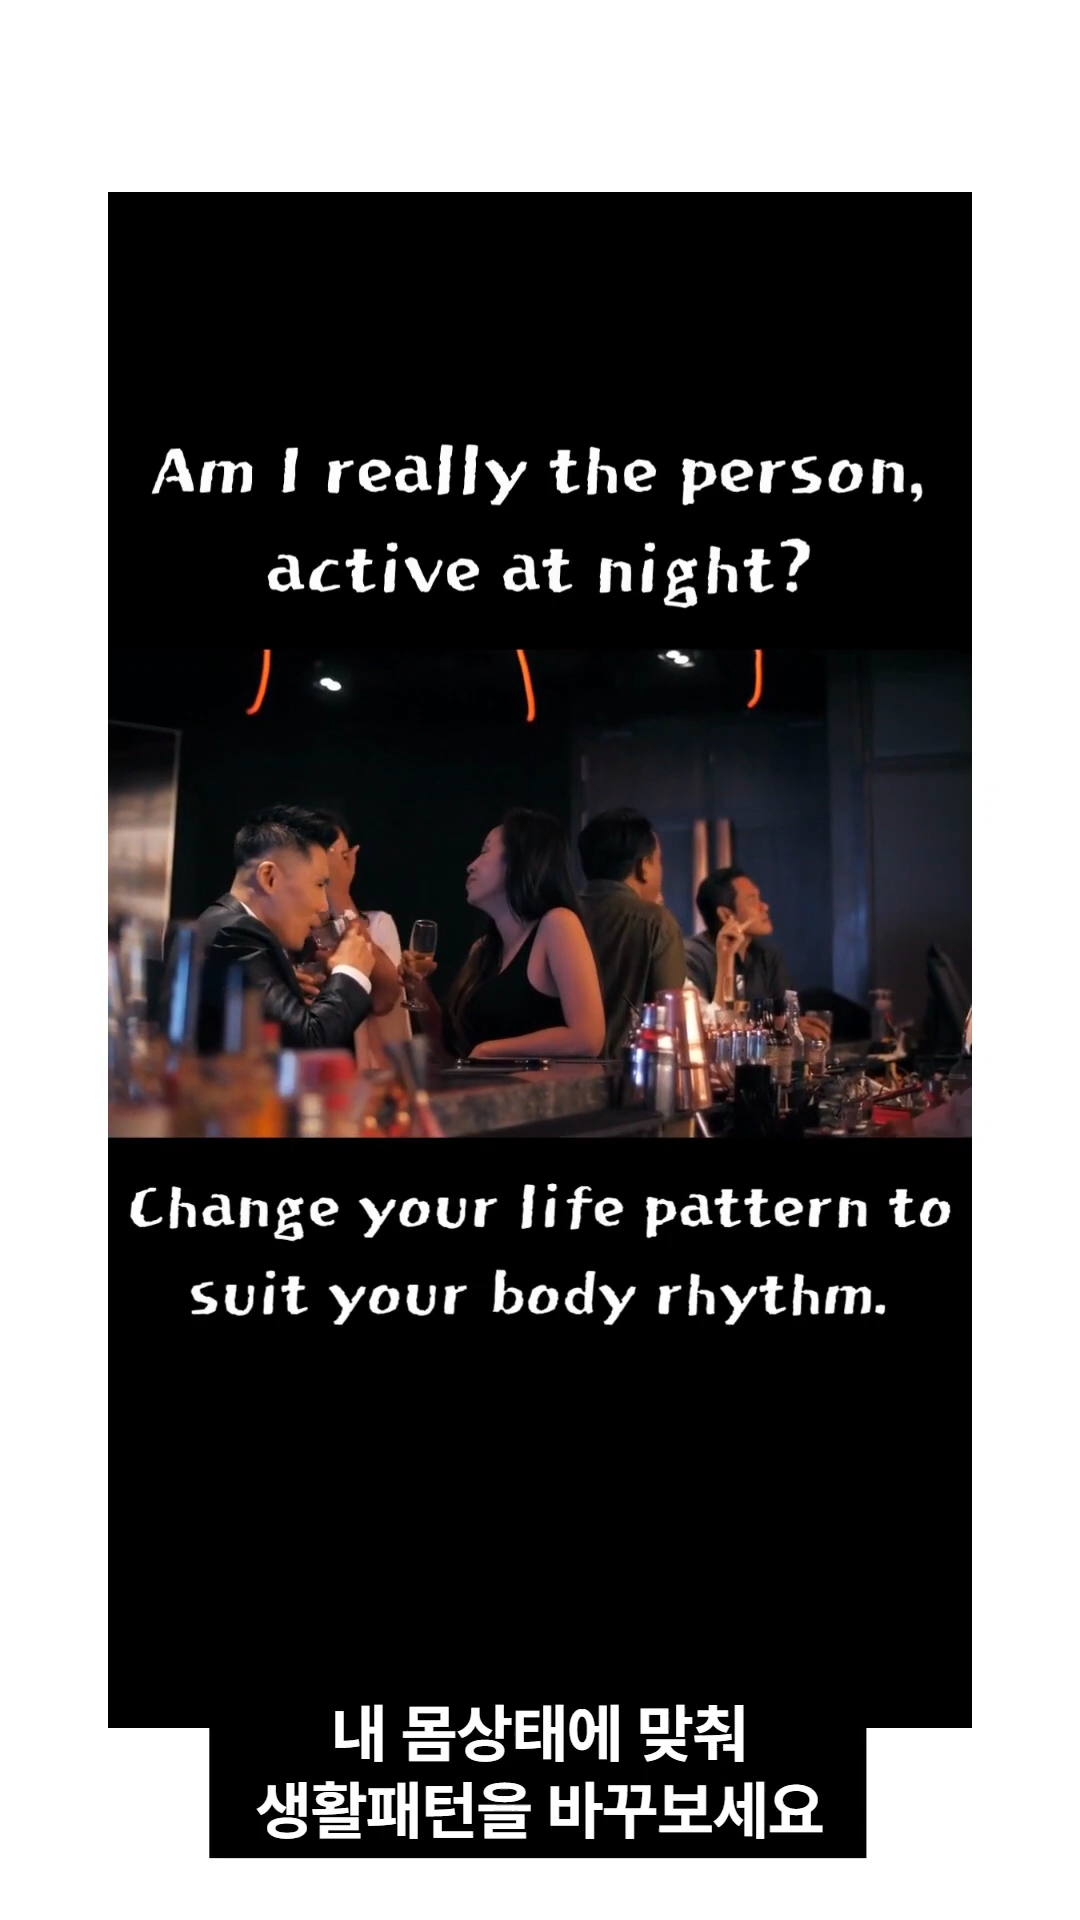 Am I really the person,
active at night?
Change your life pattern to
suit your body rhythm.
내 몸상태에 맞춰
생활패턴을 바꾸보세요